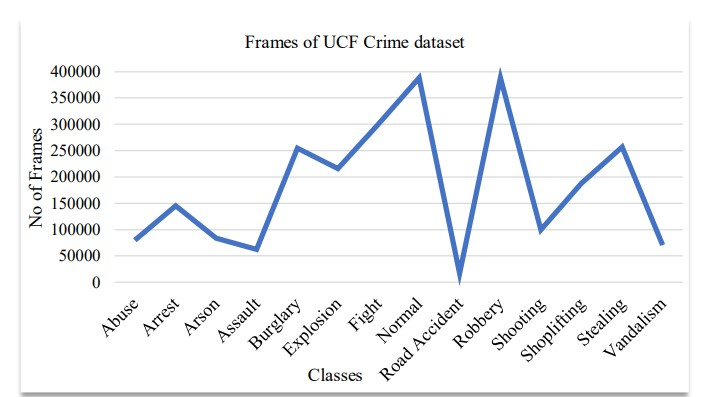 Frames of UCF Crime dataset
No of Frames
400000
350000
300000
250000
200000
150000
100000
50000
0
Abuse
Arrest
Arson
Assault
Burglary
Explosion
Fight
Normal
Road Accident
Robbery
Shooting
Shoplifting
Stealing
Vandalism
Classes